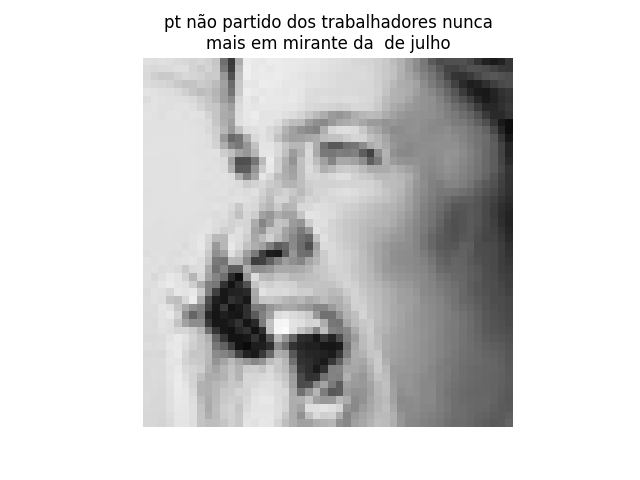 pt não partido dos trabalhadores nunca
mais em mirante da  de julho